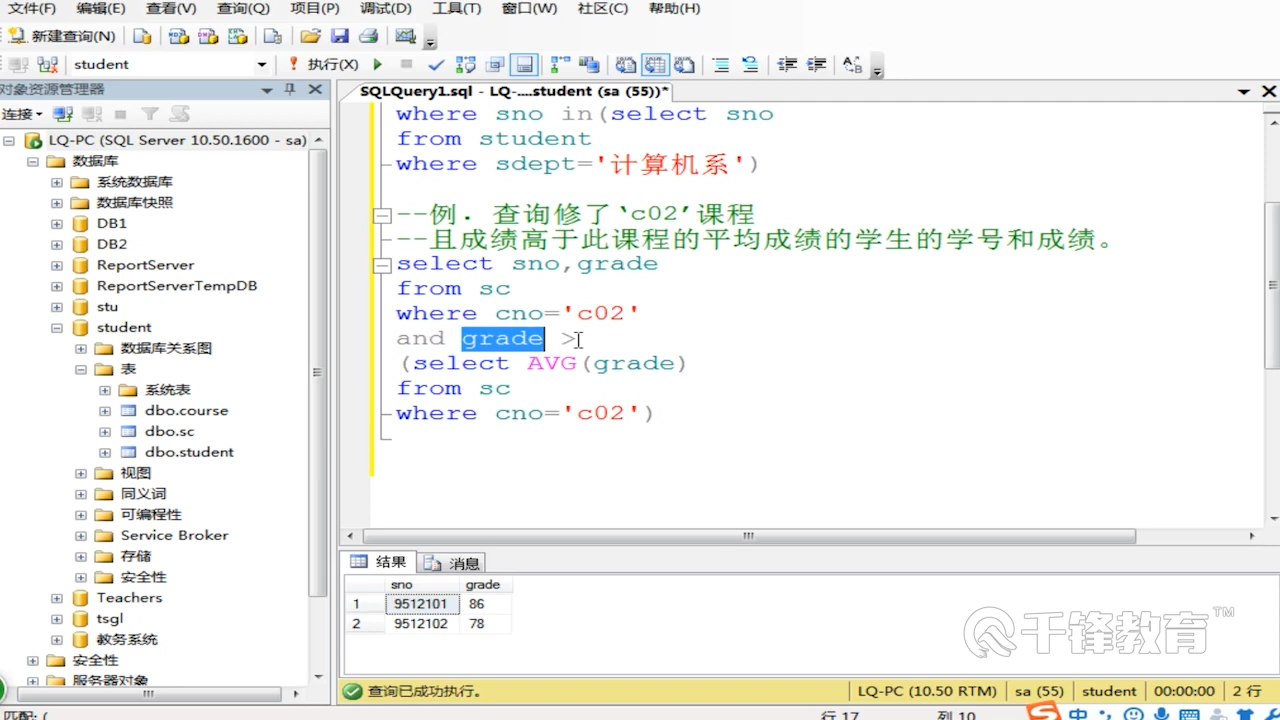 文件(F) 编辑(E) 查看(V) 查询(Q) 项目(P) 调试(D) 工具(T) 窗口(W) 社区(C) 帮助(H)
新建查询(N)
student 执行(X)
对象资源管理器
连接
LQ-PC (SQL Server 10.50.1600 - sa)
数据库
系统数据库
数据库快照
DB1
DB2
ReportServer
ReportServerTempDB
stu
student
数据库关系图
表
系统表
dbo.course
dbo.sc
dbo.student
视图
同义词
可编程性
Service Broker
存储
安全性
Teachers
tsgl
教务系统
安全性
服务器对象
SQLQuery1.sql - LQ-....student (sa (55))*
where sno in(select sno
from student
where sdept='计算机系')
--例. 查询修了‘c02’课程
--且成绩高于此课程的平均成绩的学生的学号和成绩。
select sno,grade
from sc
where cno='c02'
and grade >
(select AVG(grade)
from sc
where cno='c02')
结果 消息
sno grade
1 9512101 86
2 9512102 78
千锋教育™
查询已成功执行。 LQ-PC (10.50 RTM) sa (55) student 00:00:00 2 行
匹配: ( 行 17 列 10 中